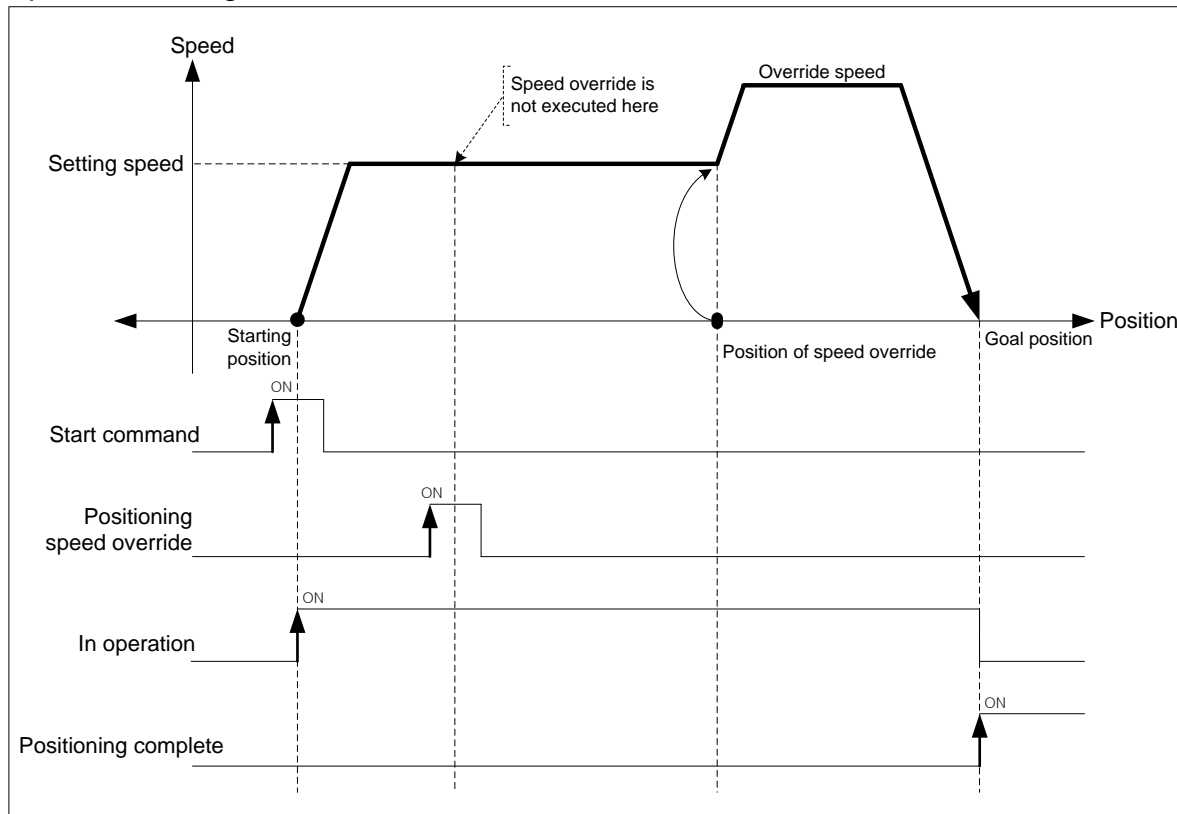 Speed
Speed override is
not executed here
Override speed
Setting speed
Position
Starting
position
Position of speed override
Goal position
ON
Start command
ON
Positioning
speed override
ON
In operation
ON
Positioning complete